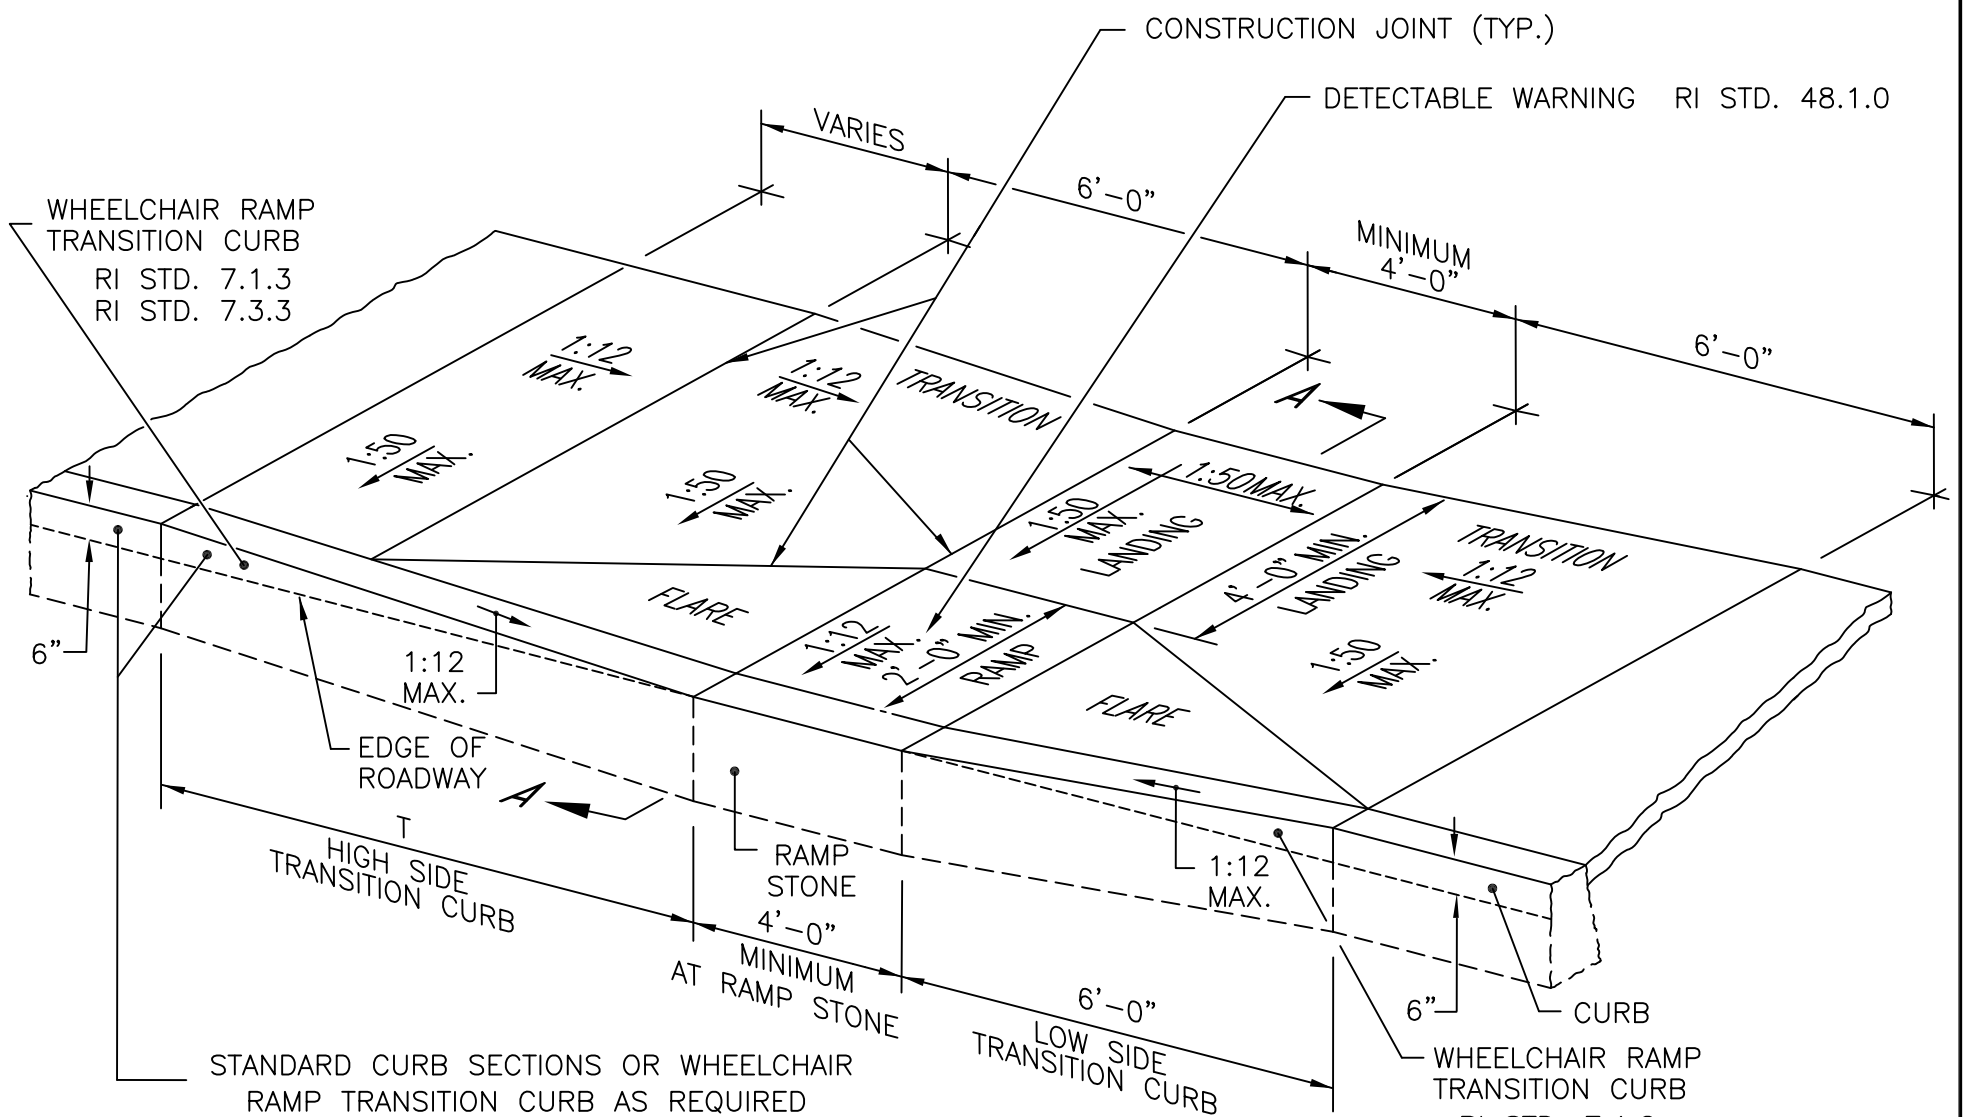 CONSTRUCTION JOINT (TYP.)
DETECTABLE WARNING RI STD. 48.1.0
VARIES
6'-0"
MINIMUM
4'-0"
6'-0"
WHEELCHAIR RAMP
TRANSITION CURB
RI STD. 7.1.3
RI STD. 7.3.3
1:12
MAX.
1:12
MAX.
TRANSITION
A
1:50
MAX.
1:50
MAX.
1:50MAX.
1:50
MAX.
LANDING
4'-0" MIN.
LANDING
TRANSITION
1:12
MAX.
FLARE
1:12
MAX.
2'-0" MIN.
RAMP
1:50
MAX.
FLARE
6"
1:12
MAX.
EDGE OF
ROADWAY
A
T
HIGH SIDE
TRANSITION CURB
RAMP
STONE
4'-0"
MINIMUM
AT RAMP STONE
1:12
MAX.
6'-0"
LOW SIDE
TRANSITION CURB
6"
CURB
WHEELCHAIR RAMP
TRANSITION CURB
STANDARD CURB SECTIONS OR WHEELCHAIR
RAMP TRANSITION CURB AS REQUIRED